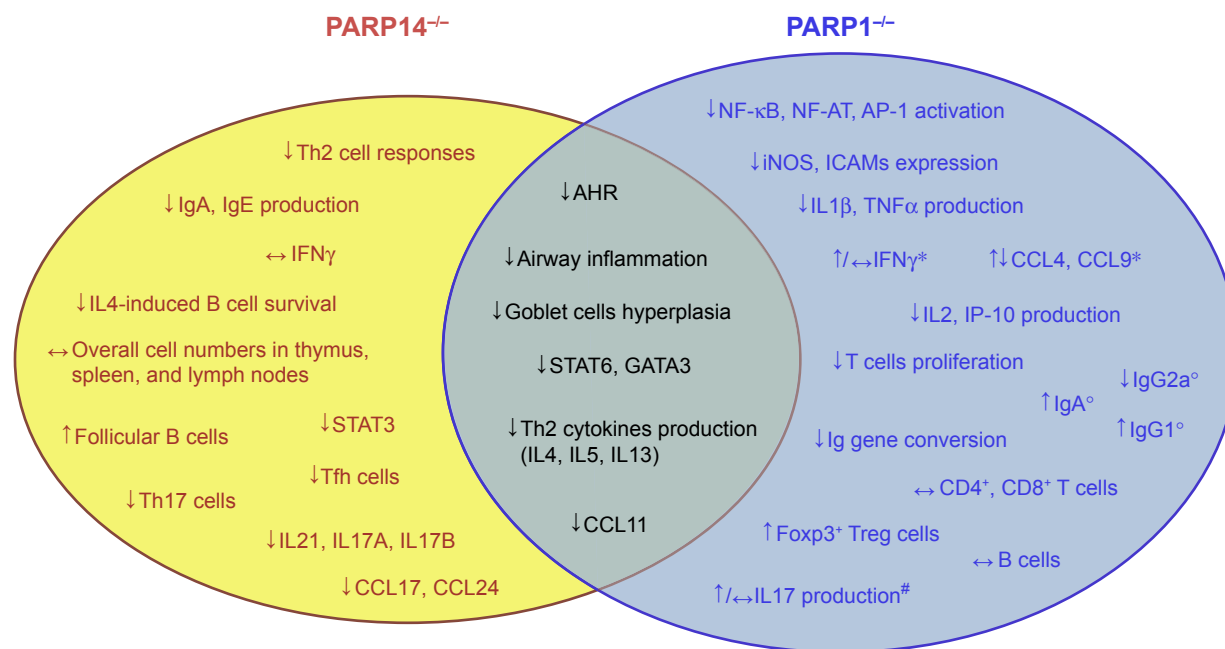 PARP14–/–
PARP1–/–
↓Th2 cell responses
↓IgA, IgE production
↔ IFNγ
↓IL4-induced B cell survival
↔ Overall cell numbers in thymus,
spleen, and lymph nodes
↑Follicular B cells
↓STAT3
↓Tfh cells
↓Th17 cells
↓IL21, IL17A, IL17B
↓CCL17, CCL24
↓AHR
↓Airway inflammation
↓Goblet cells hyperplasia
↓STAT6, GATA3
↓Th2 cytokines production
(IL4, IL5, IL13)
↓CCL11
↓NF-κB, NF-AT, AP-1 activation
↓iNOS, ICAMs expression
↓IL1β, TNFα production
↑/↔IFNγ*
↑↓CCL4, CCL9*
↓IL2, IP-10 production
↓T cells proliferation
↓IgG2a°
↑IgA°
↑IgG1°
↓Ig gene conversion
↔ CD4+, CD8+ T cells
↑Foxp3+ Treg cells
↔ B cells
↑/↔IL17 production#